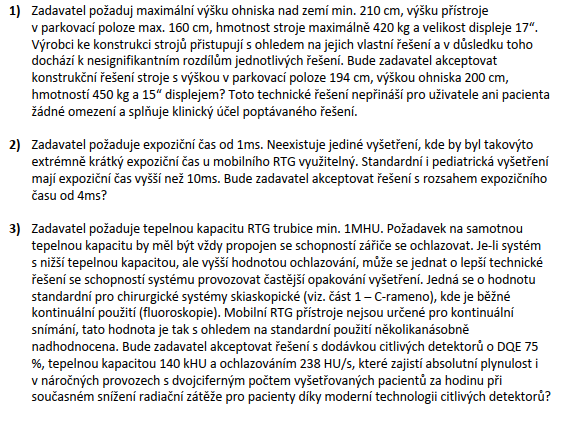 1) Zadavatel požaduj maximální výšku ohniska nad zemí min. 210 cm, výšku přístroje
v parkovací poloze max. 160 cm, hmotnost stroje maximálně 420 kg a velikost displeje 17“.
Výrobci ke konstrukci strojů přistupují s ohledem na jejich vlastní řešení a v důsledku toho
dochází k nesignifikantním rozdílům jednotlivých řešení. Bude zadavatel akceptovat
konstrukční řešení stroje s výškou v parkovací poloze 194 cm, výškou ohniska 200 cm,
hmotností 450 kg a 15“ displejem? Toto technické řešení nepřináší pro uživatele ani pacienta
žádné omezení a splňuje klinický účel poptávaného řešení.
2) Zadavatel požaduje expoziční čas od 1ms. Neexistuje jediné vyšetření, kde by byl takovýto
extrémně krátký expoziční čas u mobilního RTG využitelný. Standardní i pediatrická vyšetření
mají expoziční čas vyšší než 10ms. Bude zadavatel akceptovat řešení s rozsahem expozičního
času od 4ms?
3) Zadavatel požaduje tepelnou kapacitu RTG trubice min. 1MHU. Požadavek na samotnou
tepelnou kapacitu by měl být vždy propojen se schopností zářiče se ochlazovat. Je-li systém
s nižší tepelnou kapacitou, ale vyšší hodnotou ochlazování, může se jednat o lepší technické
řešení se schopností systému provozovat častější opakování vyšetření. Jedná se o hodnotu
standardní pro chirurgické systémy skiaskopické (viz. část 1 – C-rameno), kde je běžné
kontinuální použití (fluoroskopie). Mobilní RTG přístroje nejsou určené pro kontinuální
snímání, tato hodnota je tak s ohledem na standardní použití několikanásobně
nadhodnocena. Bude zadavatel akceptovat řešení s dodávkou citlivých detektorů o DQE 75
%, tepelnou kapacitou 140 kHU a ochlazováním 238 HU/s, které zajistí absolutní plynulost i
v náročných provozech s dvojciferným počtem vyšetřovaných pacientů za hodinu při
současném snížení radiační zátěže pro pacienty díky moderní technologii citlivých detektorů?